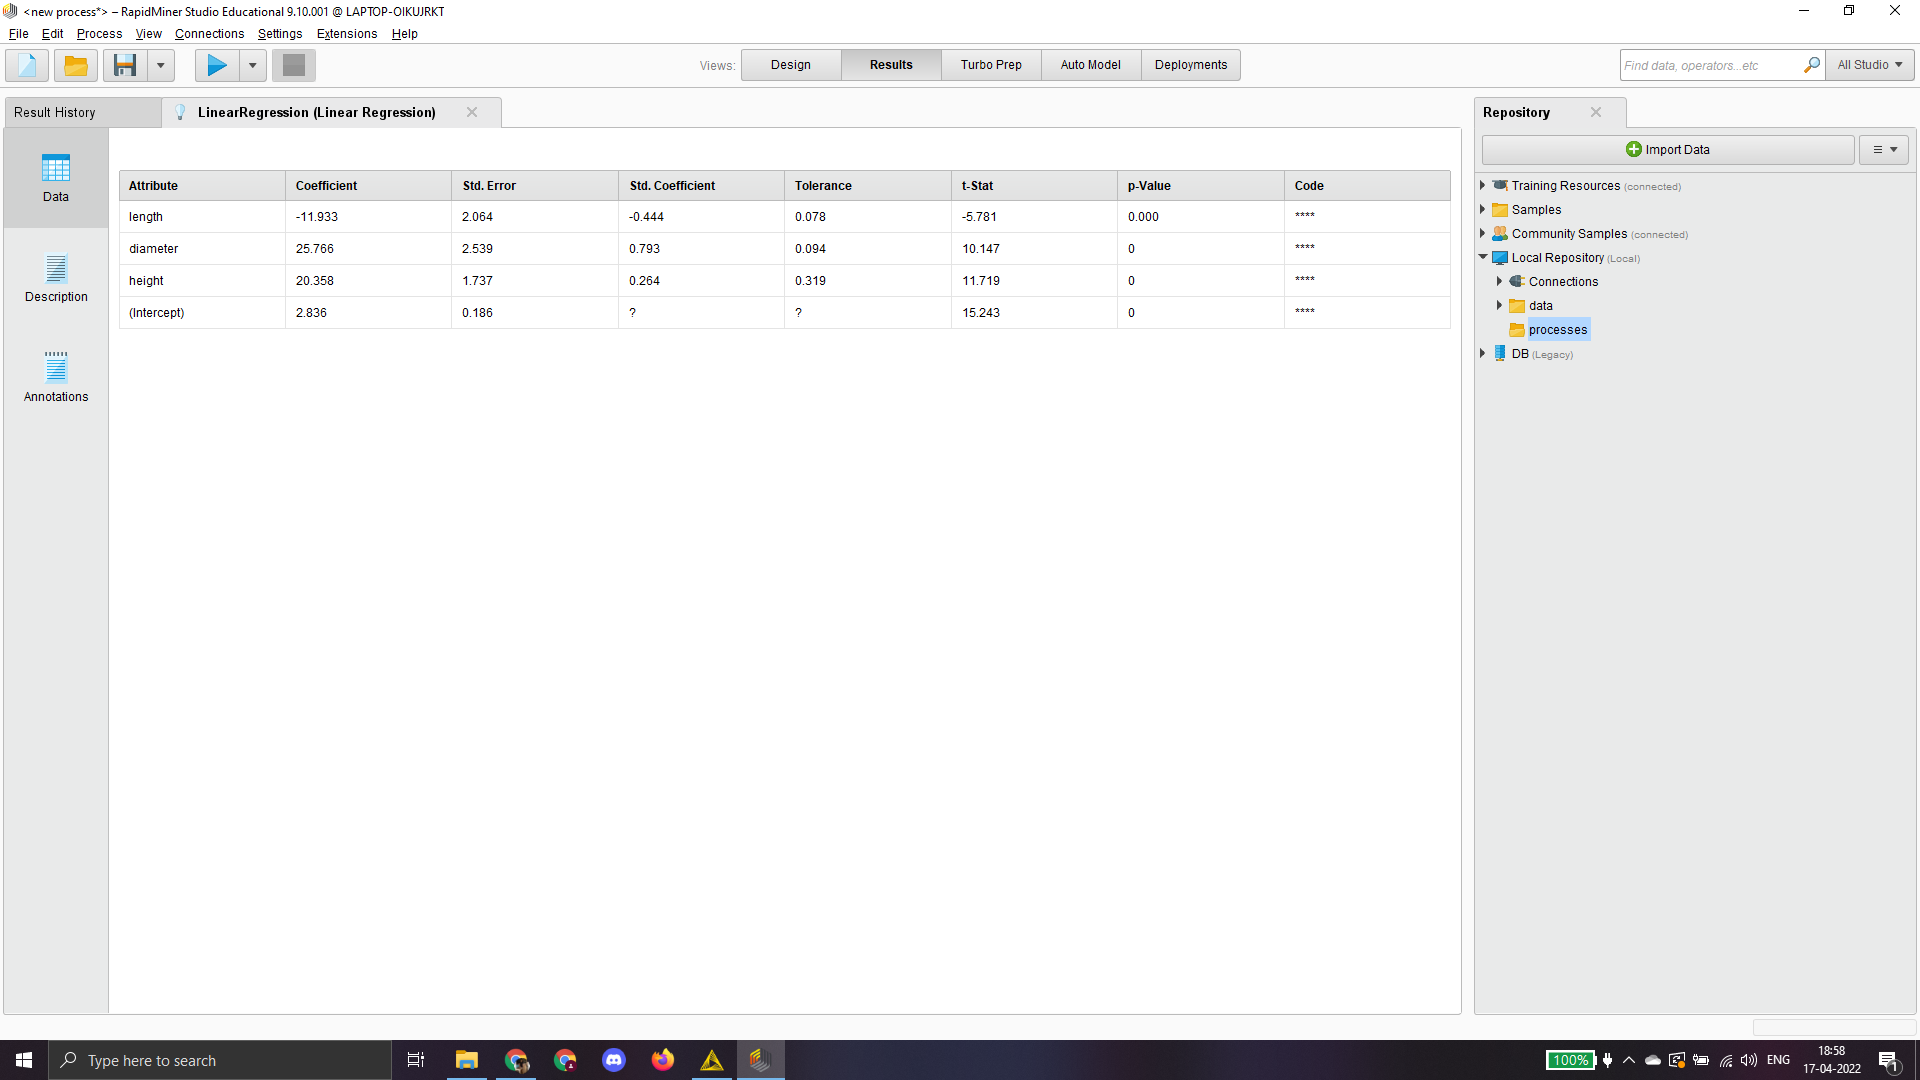 <new process*> – RapidMiner Studio Educational 9.10.001 @ LAPTOP-OIKUJRKT
File Edit Process View Connections Settings Extensions Help
Views: Design Results Turbo Prep Auto Model Deployments
Find data, operators...etc
All Studio
Result History
LinearRegression (Linear Regression)
Repository
Data
Description
Annotations
Attribute Coefficient Std. Error Std. Coefficient Tolerance t-Stat p-Value Code
length -11.933 2.064 -0.444 0.078 -5.781 0.000 ****
diameter 25.766 2.539 0.793 0.094 10.147 0 ****
height 20.358 1.737 0.264 0.319 11.719 0 ****
(Intercept) 2.836 0.186 ? ? 15.243 0 ****
Import Data
Training Resources (connected)
Samples
Community Samples (connected)
Local Repository (Local)
Connections
data
processes
DB (Legacy)
Type here to search
100%
ENG
18:58
17-04-2022
1